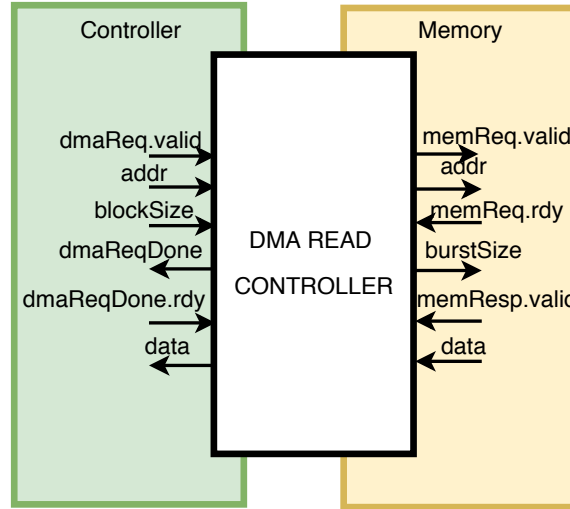 Controller
Memory
dmaReq.valid
addr
blockSize
dmaReqDone
dmaReqDone.rdy
data
DMA READ
CONTROLLER
memReq.valid
addr
memReq.rdy
burstSize
memResp.valid
data